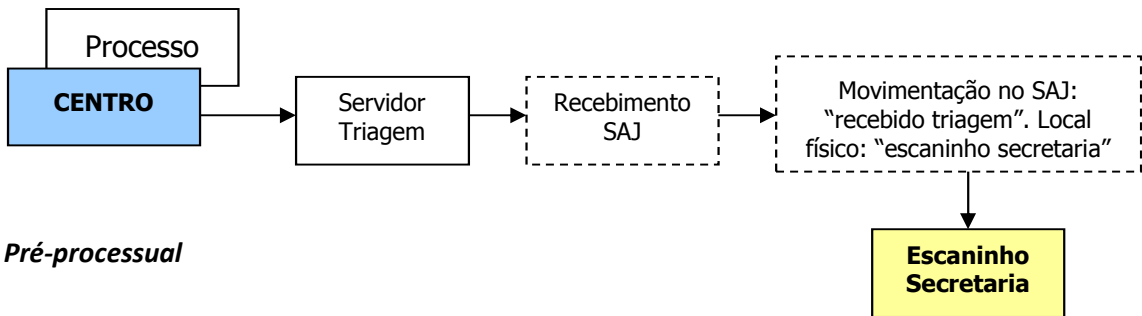 Processo
CENTRO
Servidor
Triagem
Recebimento
SAJ
Movimentação no SAJ:
“recebido triagem”. Local
físico: “escaninho secretaria”
Pré-processual
Escaninho
Secretaria